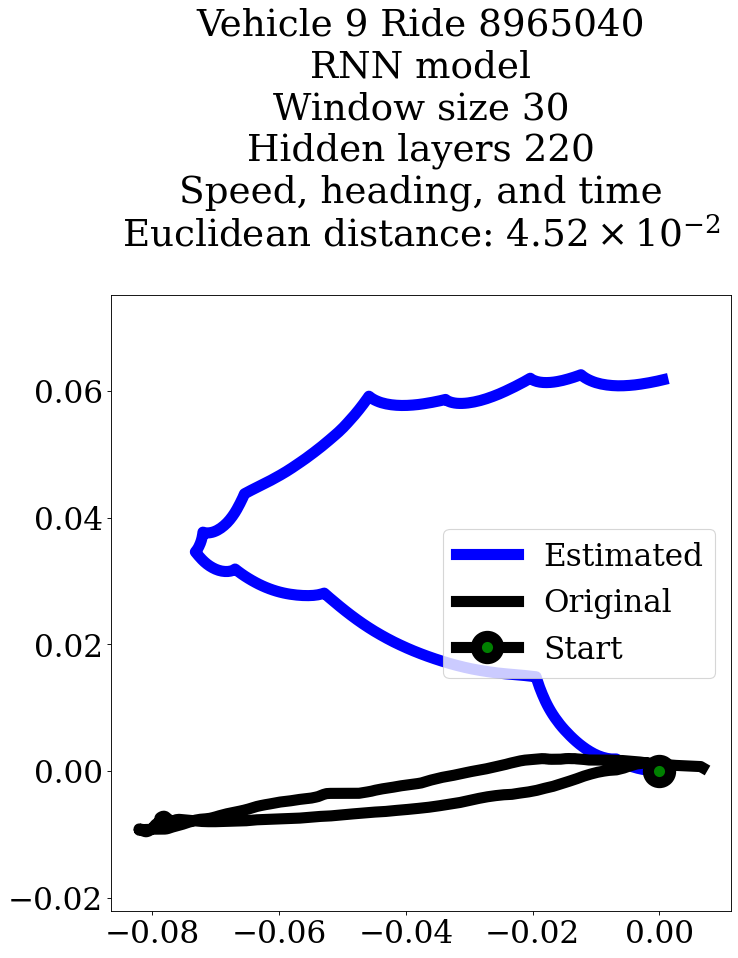 Vehicle 9 Ride 8965040
RNN model
Window size 30
Hidden layers 220
Speed, heading, and time
Euclidean distance: 4.52 × 10⁻²
0.06
0.04
0.02
0.00
−0.02
Estimated
Original
Start
−0.08 −0.06 −0.04 −0.02 0.00